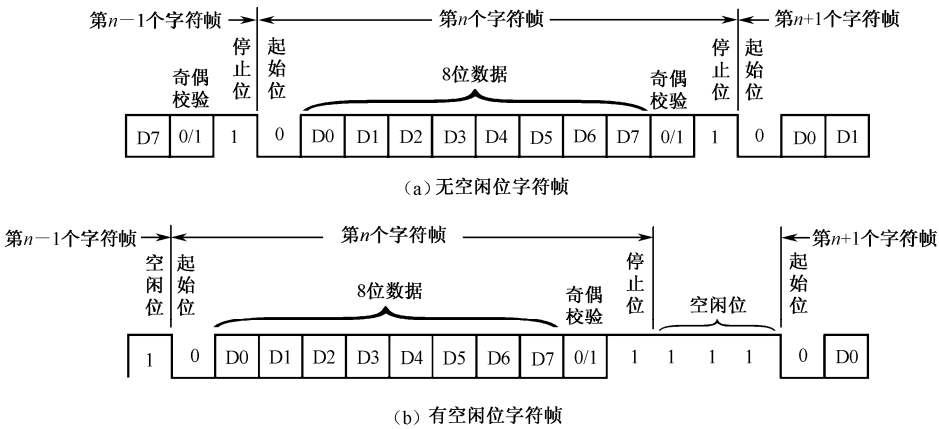 第n－1个字符帧 第n个字符帧 第n+1个字符帧
停止位 起始位 8位数据 奇偶校验 停止位 起始位
奇偶校验
D7 0/1 1 0 D0 D1 D2 D3 D4 D5 D6 D7 0/1 1 0 D0 D1
(a) 无空闲位字符帧
第n－1个字符帧 第n个字符帧 第n+1个字符帧
空闲位 起始位 8位数据 奇偶校验 停止位 空闲位 起始位
1 0 D0 D1 D2 D3 D4 D5 D6 D7 0/1 1 1 1 1 0 D0
(b) 有空闲位字符帧